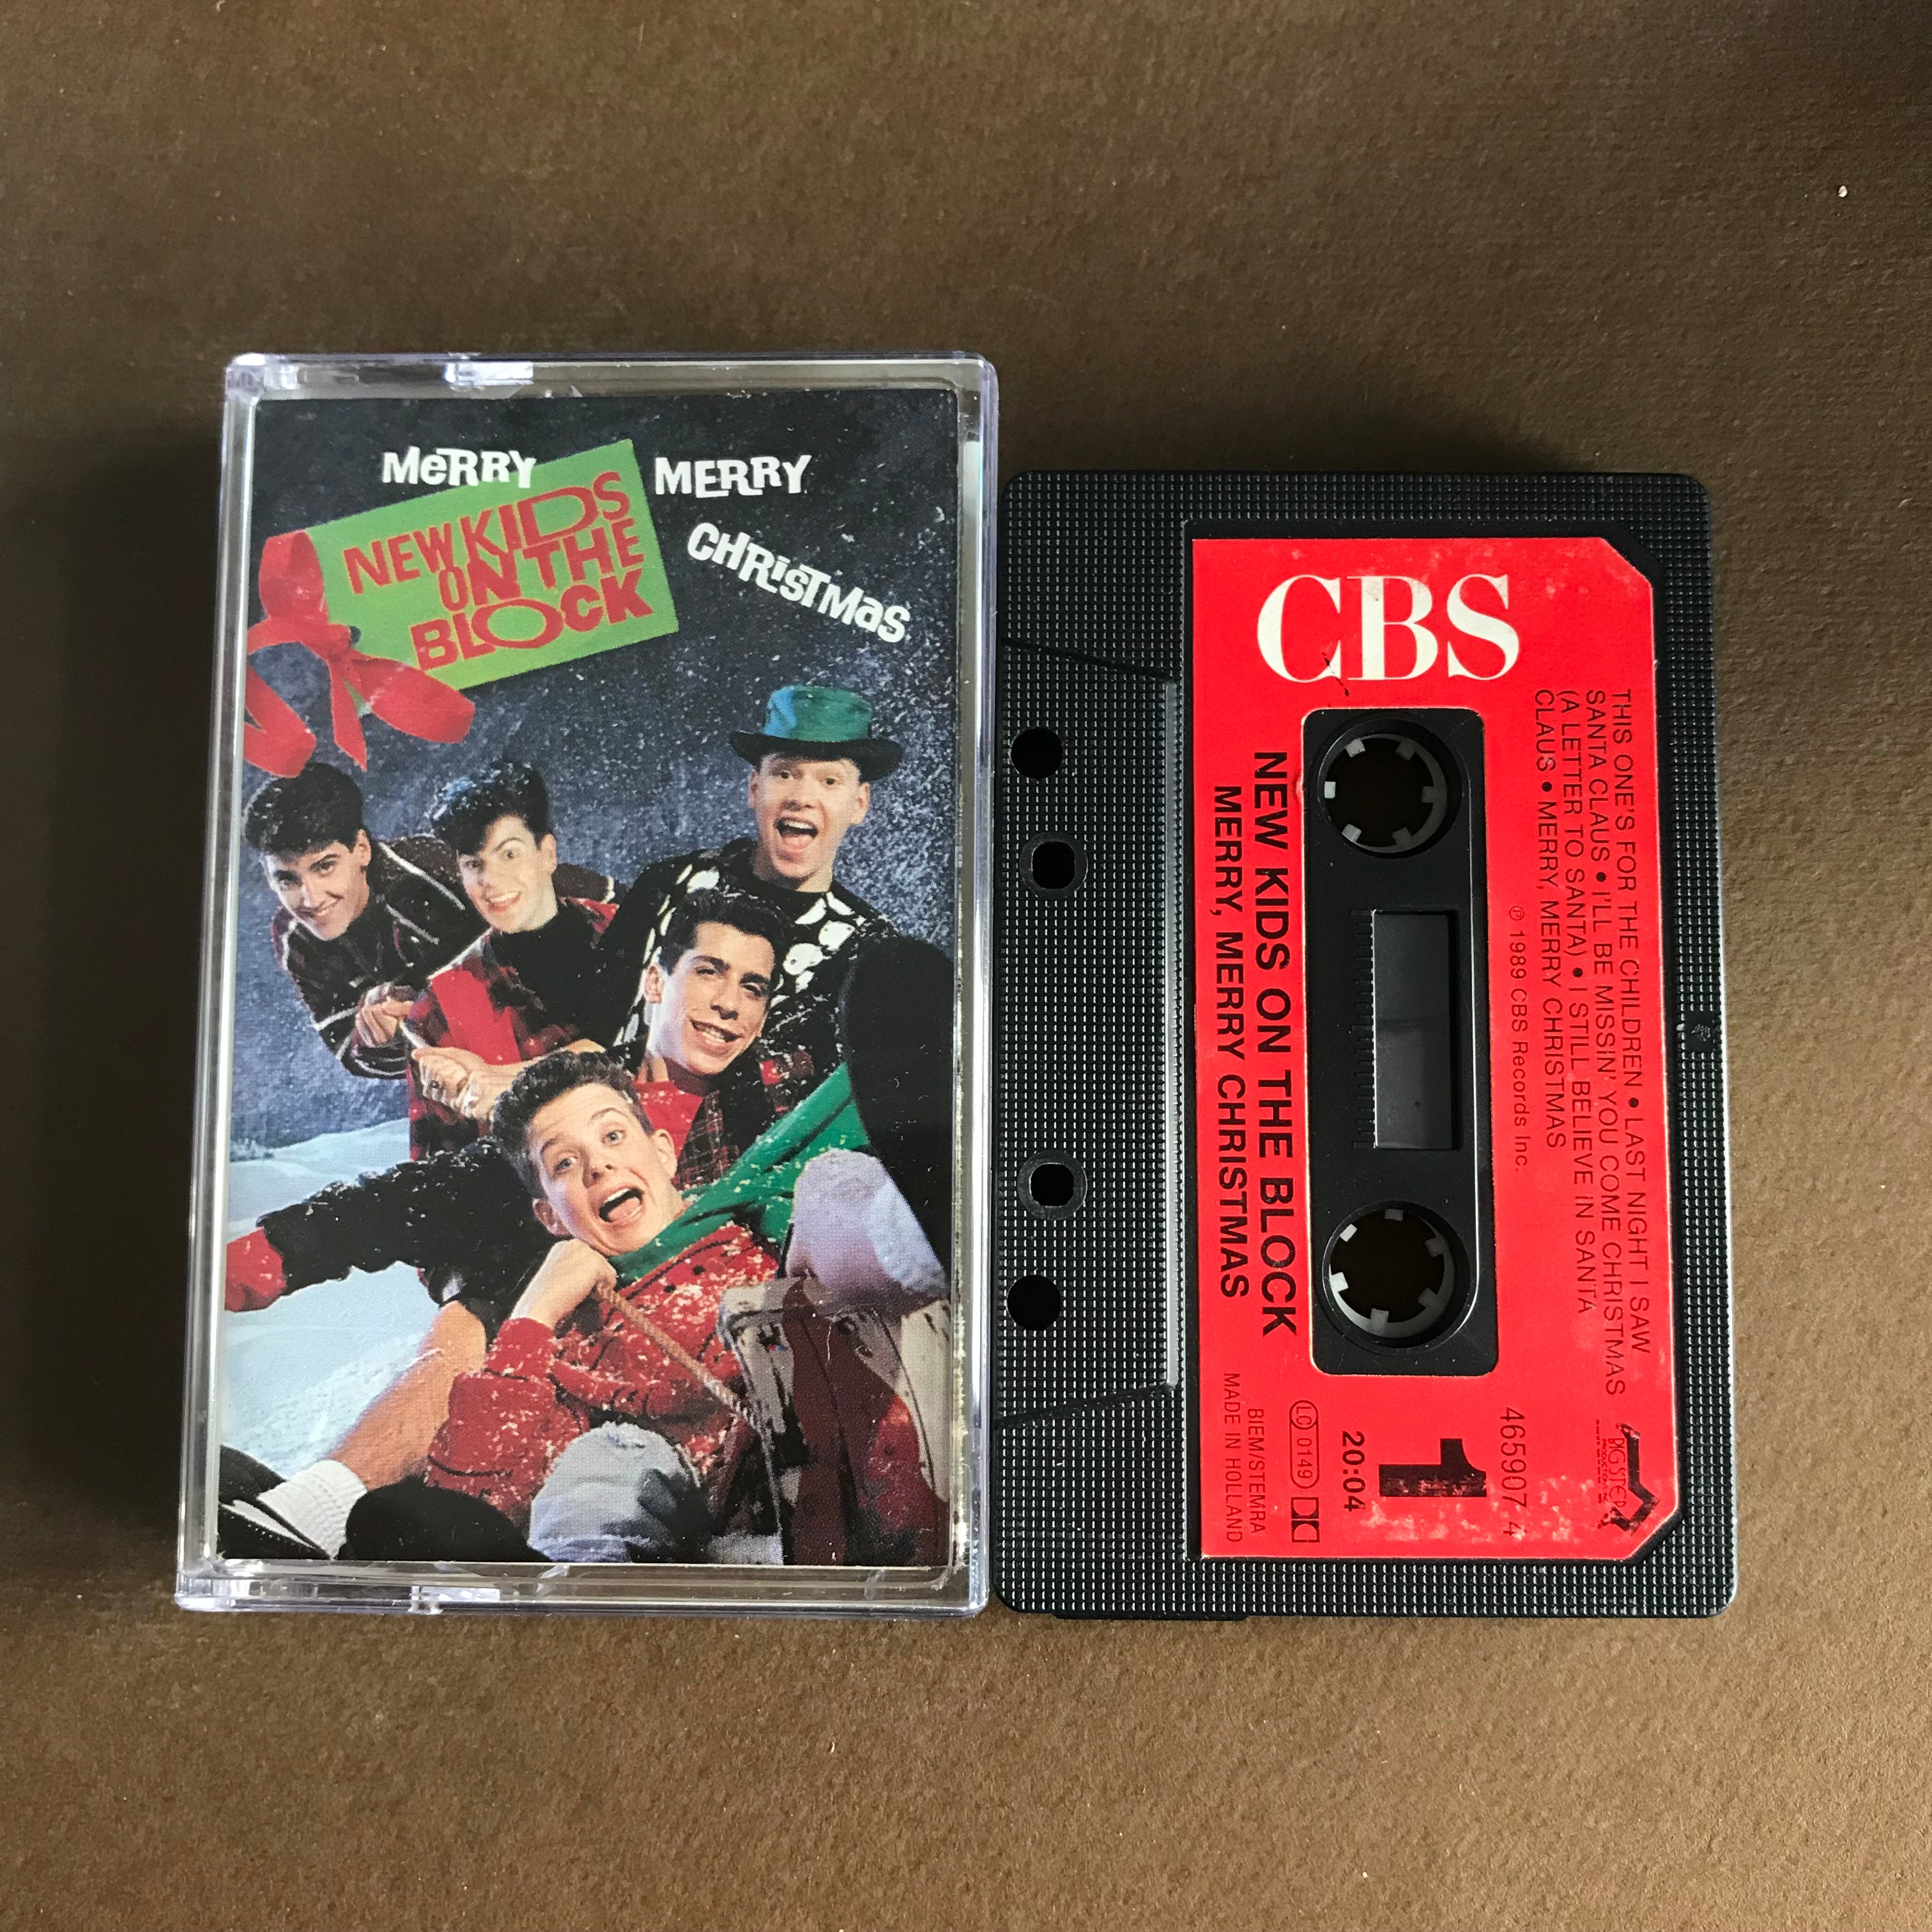 MERRY MERRY
CHRISTMAS
NEW KIDS
ON THE
BLOCK
CBS
THIS ONE'S FOR THE CHILDREN • LAST NIGHT I SAW
SANTA CLAUS • I'LL BE MISSIN' YOU COME CHRISTMAS
(A LETTER TO SANTA) • I STILL BELIEVE IN SANTA
CLAUS • MERRY, MERRY CHRISTMAS
℗ 1989 CBS Records Inc.
NEW KIDS ON THE BLOCK
MERRY, MERRY CHRISTMAS
BIGSTEP
465907 4
1
20:04
LC 0149
BIEM/STEMRA
MADE IN HOLLAND